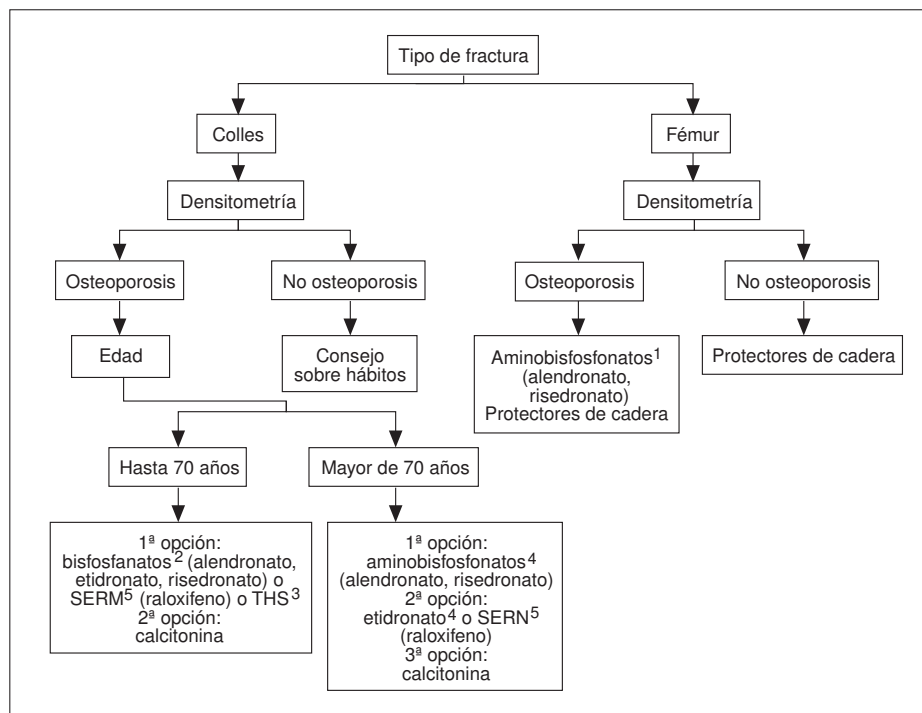 Tipo de fractura
Colles
Fémur
Densitometría
Densitometría
Osteoporosis
No osteoporosis
Osteoporosis
No osteoporosis
Edad
Consejo
sobre hábitos
Aminobisfosfonatos1
(alendronato,
risedronato)
Protectores de cadera
Protectores de cadera
Hasta 70 años
Mayor de 70 años
1ª opción:
bisfosfanatos2 (alendronato,
etidronato, risedronato) o
SERM5 (raloxifeno) o THS3
2ª opción:
calcitonina
1ª opción:
aminobisfosfonatos4
(alendronato, risedronato)
2ª opción:
etidronato4 o SERN5
(raloxifeno)
3ª opción:
calcitonina